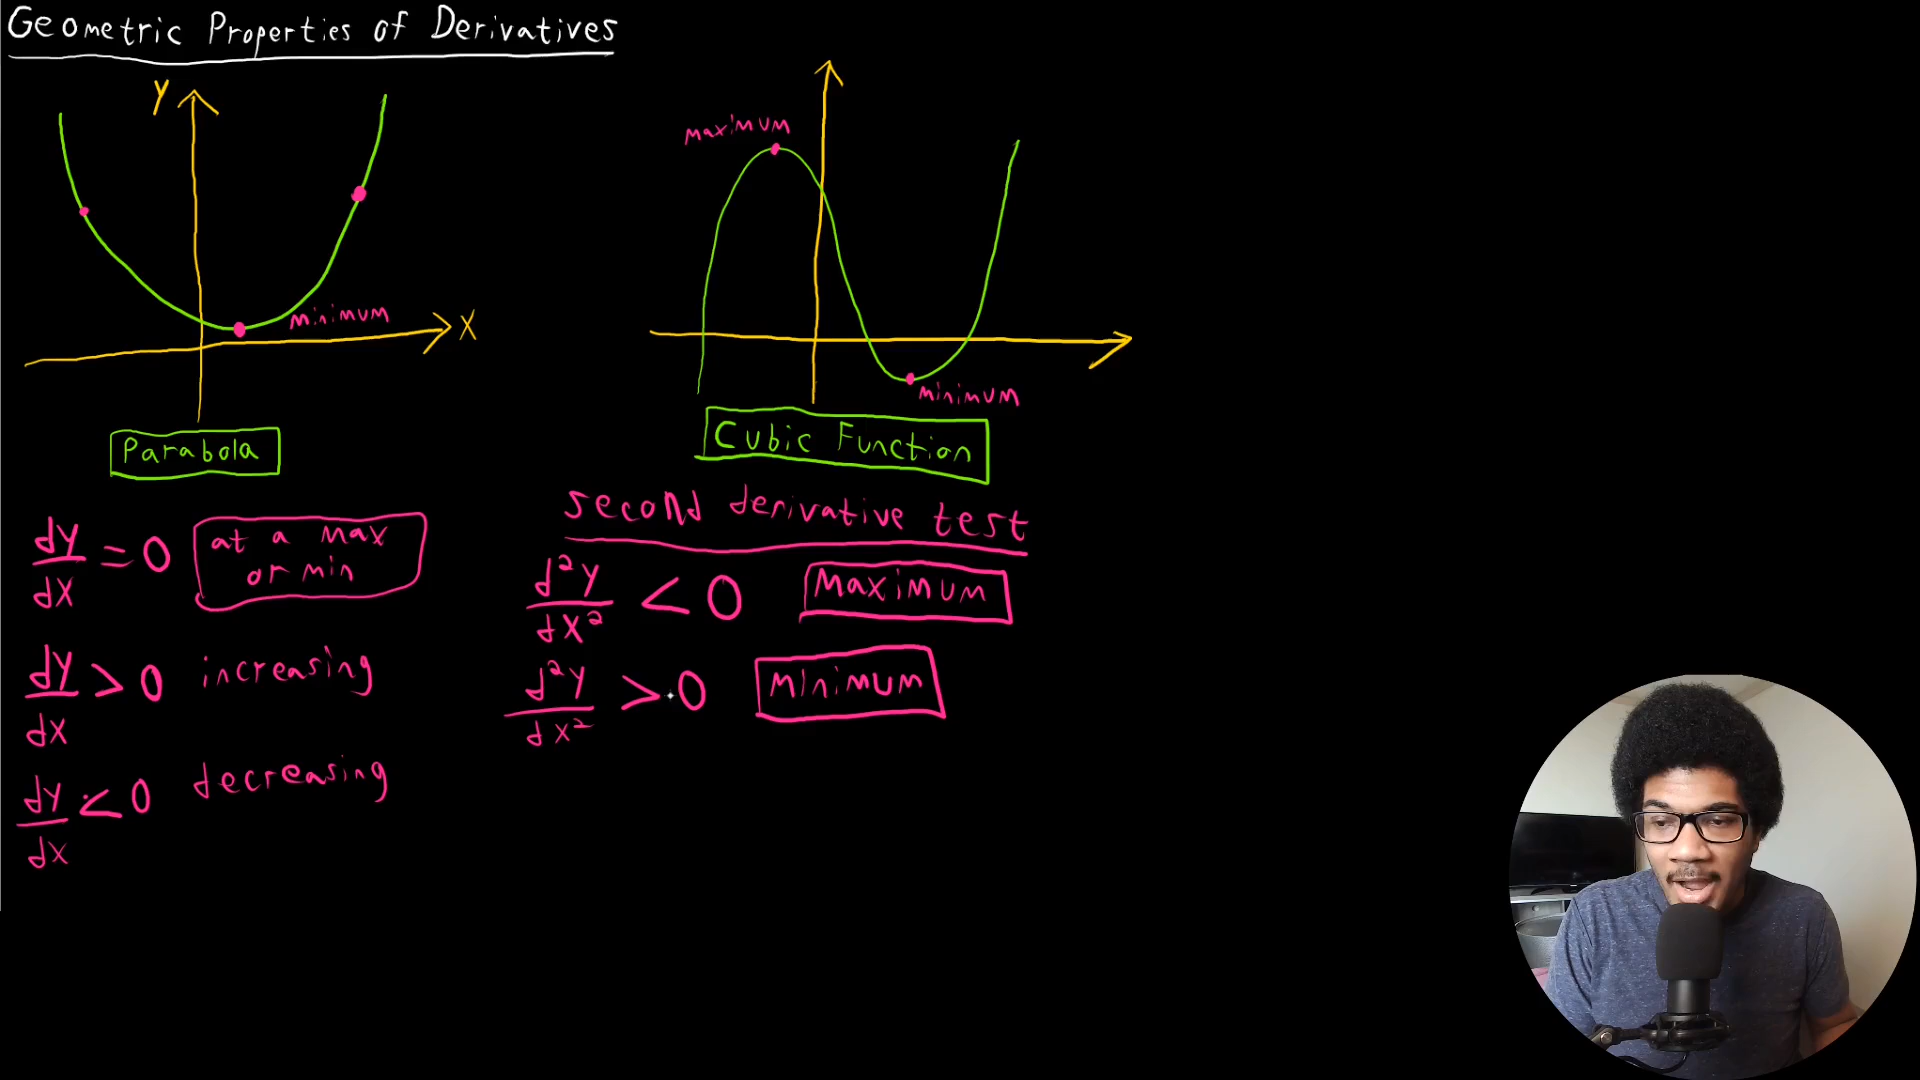 Geometric Properties of Derivatives
Y
X
minimum
Parabola
maximum
minimum
Cubic Function
dy/dx = 0 at a max
or min
dy/dx > 0 increasing
dy/dx < 0 decreasing
second derivative test
d²y/dx² < 0 Maximum
d²y/dx² > 0 Minimum